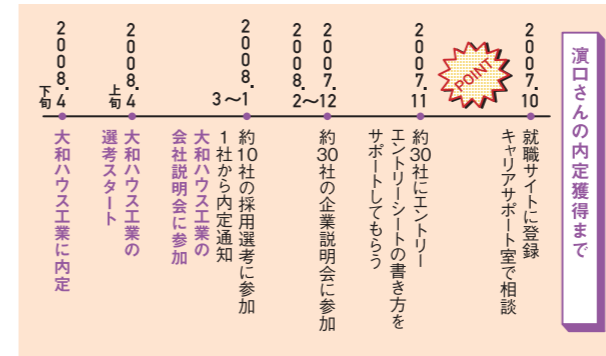 濵口さんの内定獲得まで
2007.10
就職サイトに登録
キャリアサポート室で相談
POINT
2007.11
約30社にエントリー
エントリーシートの書き方を
サポートしてもらう
2007.
2008.
2〜12
約30社の企業説明会に参加
2008.
3〜1
約10社の採用選考に参加
1社から内定通知
大和ハウス工業の
会社説明会に参加
2008.4
上旬
大和ハウス工業の
選考スタート
2008.4
下旬
大和ハウス工業に内定